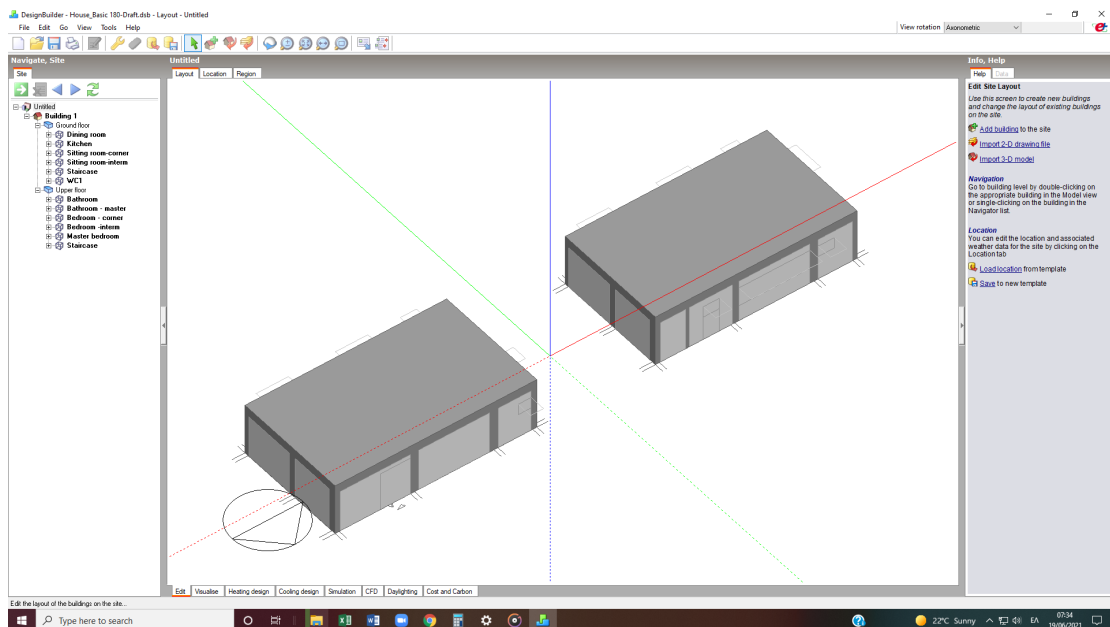 DesignBuilder - House_Basic 180-Draft.dsb - Layout - Untitled
File Edit Go View Tools Help
View rotation Axonometric
Navigate, Site
Site
Untitled
Building 1
Ground floor
Dining room
Kitchen
Sitting room-corner
Sitting room-interm
Staircase
WC1
Upper floor
Bathroom
Bathroom - master
Bedroom - corner
Bedroom -interm
Master bedroom
Staircase
Untitled
Layout Location Region
Edit Visualise Heating design Cooling design Simulation CFD Daylighting Cost and Carbon
Info, Help
Help Data
Edit Site Layout
Use this screen to create new buildings
and change the layout of existing buildings
on the site.
Add building to the site
Import 2-D drawing file
Import 3-D model
Navigation
Go to building level by double-clicking on
the appropriate building in the Model view
or single-clicking on the building in the
Navigator list.
Location
You can edit the location and associated
weather data for the site by clicking on the
Location tab
Load location from template
Save to new template
Edit the layout of the buildings on the site...
Type here to search
22°C Sunny
ΕΛ
07:34
19/06/2021